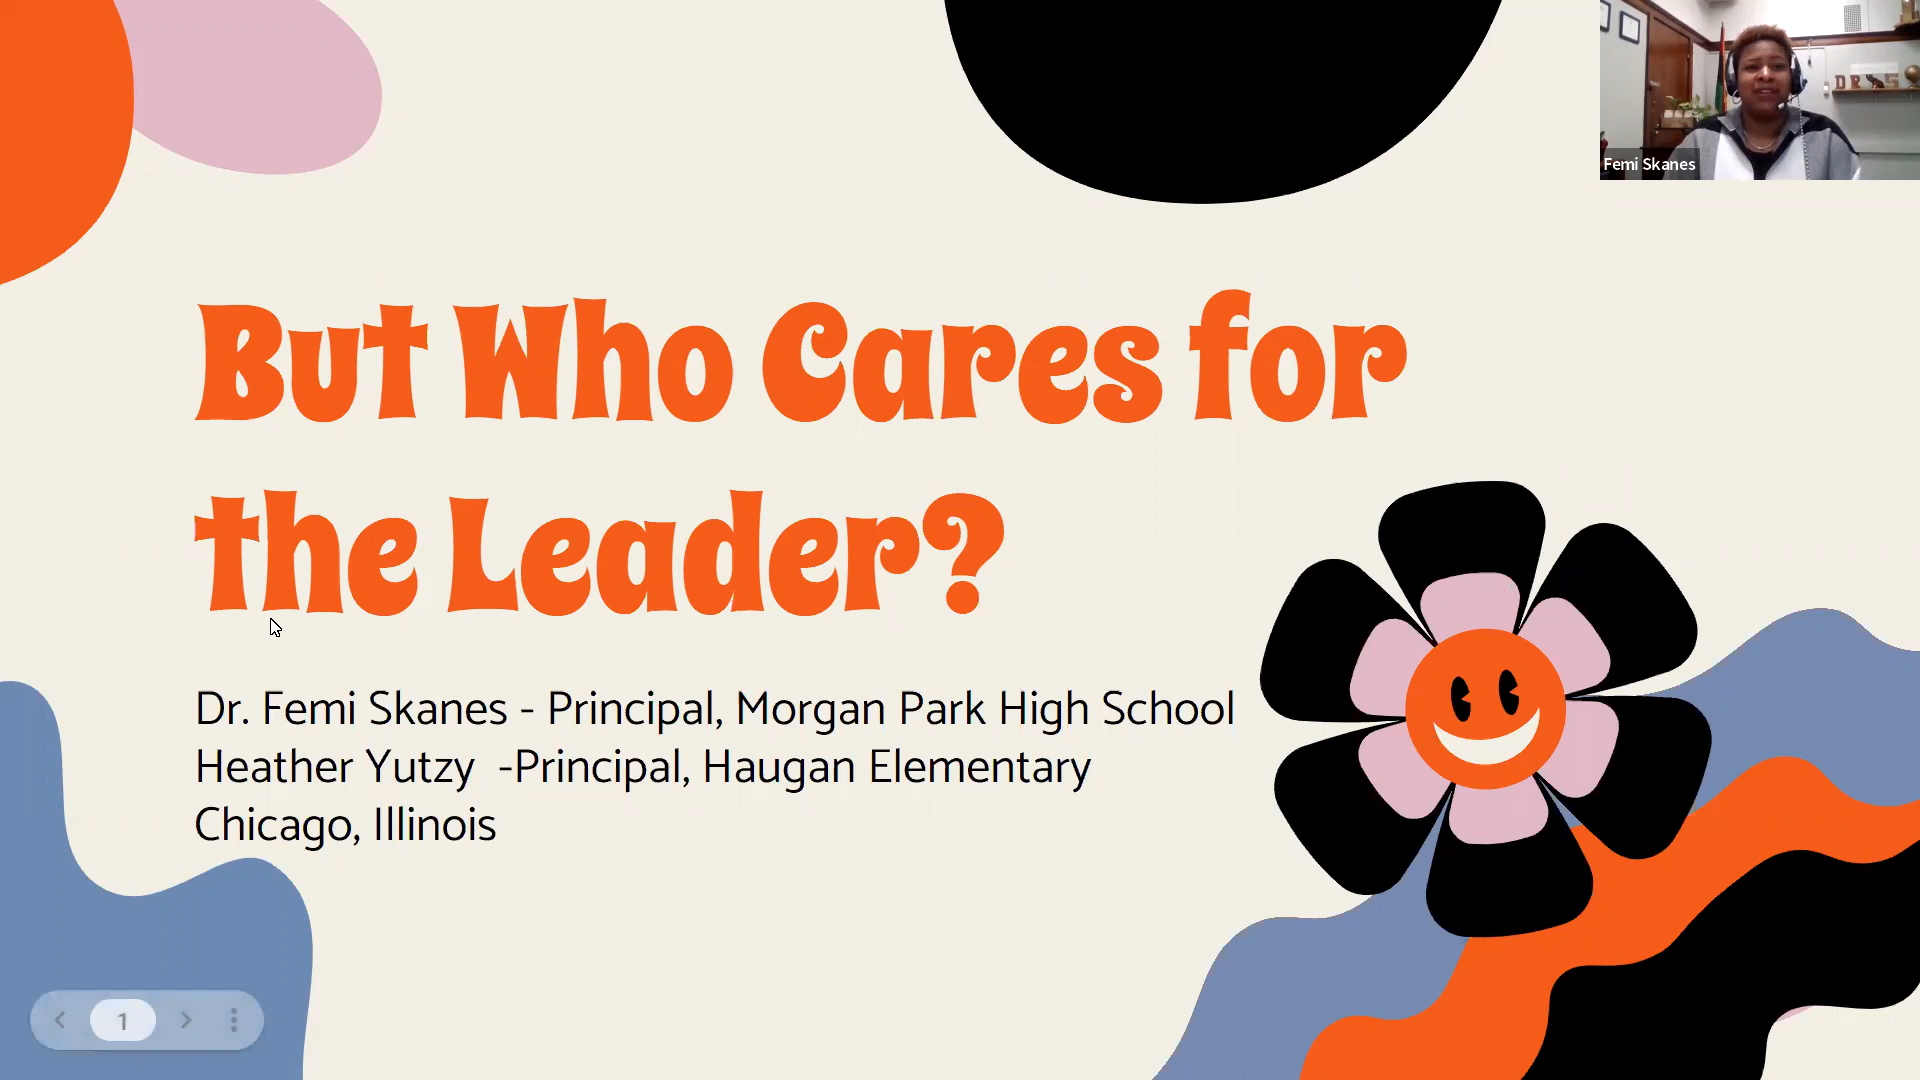 Femi Skanes
But Who Cares for
the Leader?
Dr. Femi Skanes - Principal, Morgan Park High School
Heather Yutzy -Principal, Haugan Elementary
Chicago, Illinois
1